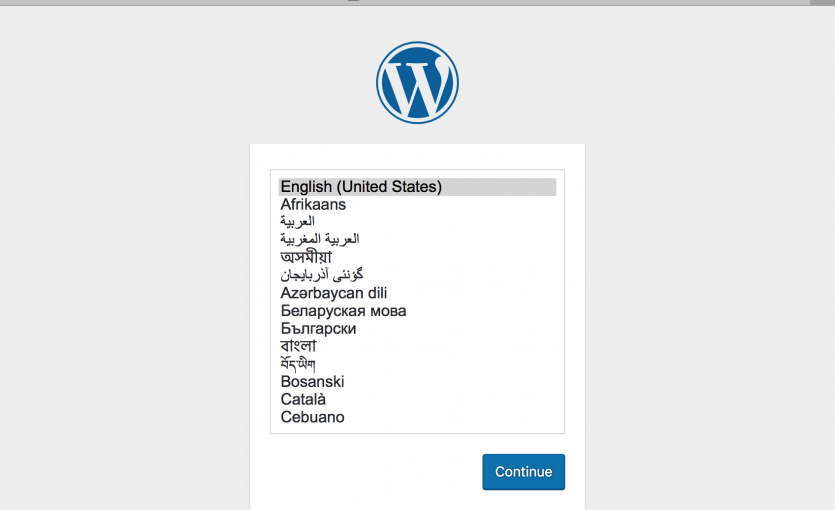 English (United States)
Afrikaans
العربية
العربية المغربية
অসমীয়া
گؤنئی آذربایجان
Azərbaycan dili
Беларуская мова
Български
বাংলা
བོད་ཡིག
Bosanski
Català
Cebuano
Continue